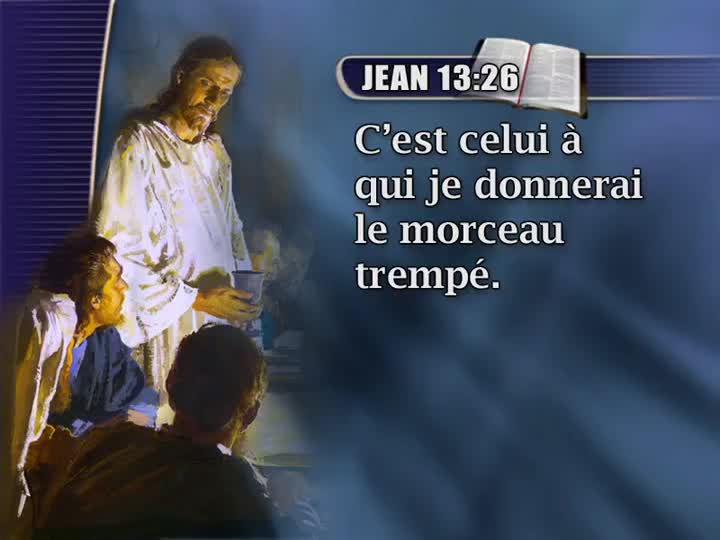 JEAN 13:26
C’est celui à
qui je donnerai
le morceau
trempé.